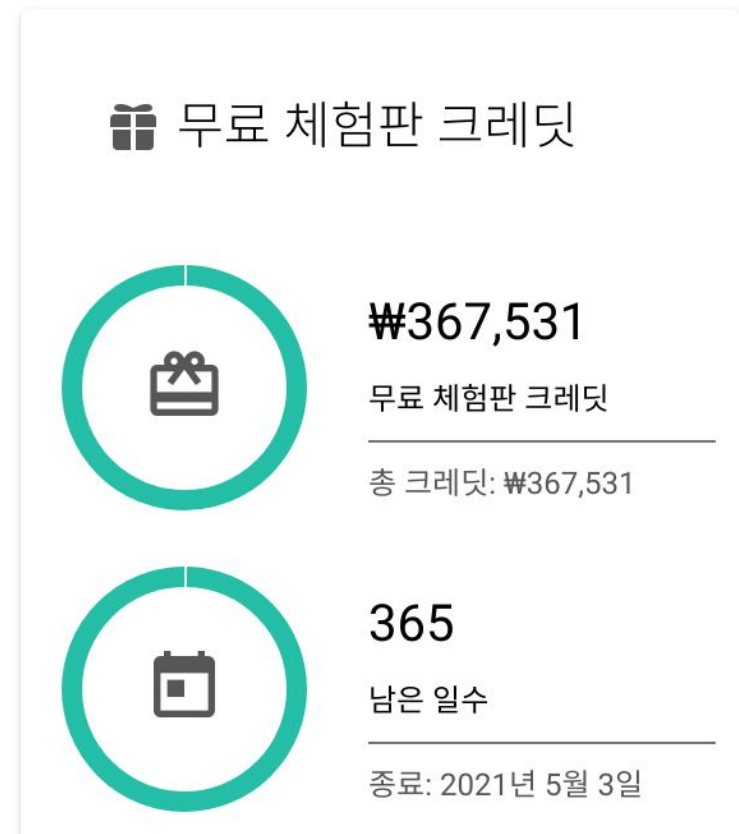 무료 체험판 크레딧
₩367,531
무료 체험판 크레딧
총 크레딧: ₩367,531
365
남은 일수
종료: 2021년 5월 3일